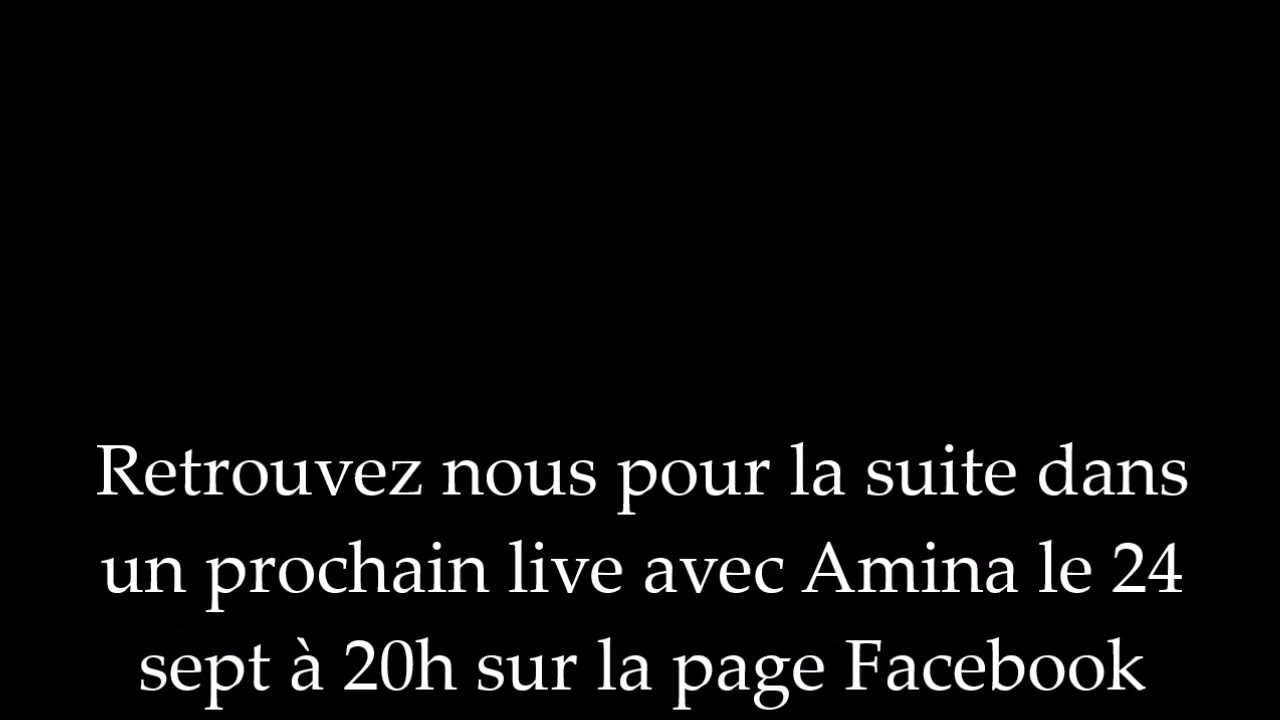 Retrouvez nous pour la suite dans
un prochain live avec Amina le 24
sept à 20h sur la page Facebook